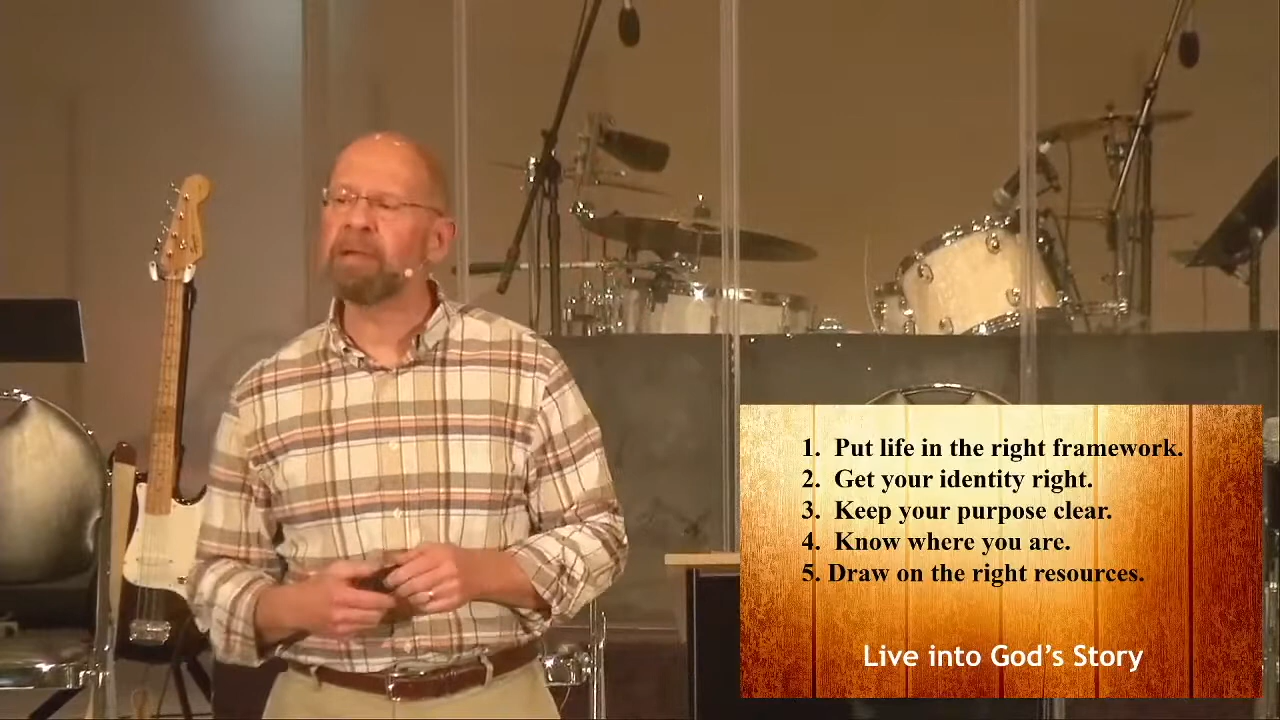 1. Put life in the right framework.
2. Get your identity right.
3. Keep your purpose clear.
4. Know where you are.
5. Draw on the right resources.
Live into God's Story